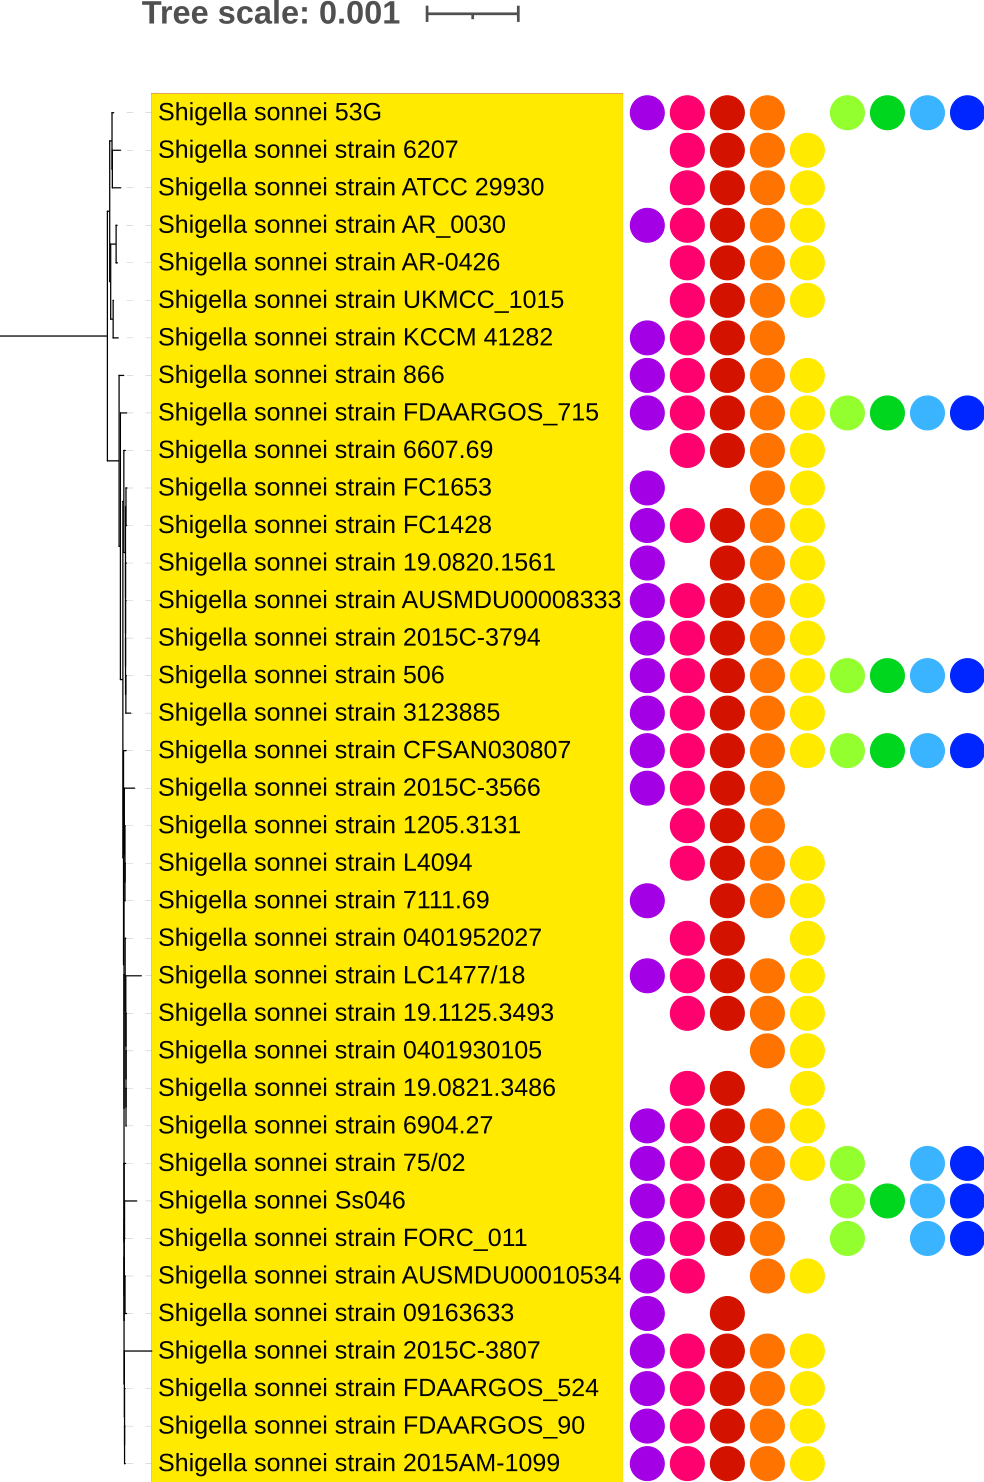 Tree scale: 0.001
Shigella sonnei 53G
Shigella sonnei strain 6207
Shigella sonnei strain ATCC 29930
Shigella sonnei strain AR_0030
Shigella sonnei strain AR-0426
Shigella sonnei strain UKMCC_1015
Shigella sonnei strain KCCM 41282
Shigella sonnei strain 866
Shigella sonnei strain FDAARGOS_715
Shigella sonnei strain 6607.69
Shigella sonnei strain FC1653
Shigella sonnei strain FC1428
Shigella sonnei strain 19.0820.1561
Shigella sonnei strain AUSMDU00008333
Shigella sonnei strain 2015C-3794
Shigella sonnei strain 506
Shigella sonnei strain 3123885
Shigella sonnei strain CFSAN030807
Shigella sonnei strain 2015C-3566
Shigella sonnei strain 1205.3131
Shigella sonnei strain L4094
Shigella sonnei strain 7111.69
Shigella sonnei strain 0401952027
Shigella sonnei strain LC1477/18
Shigella sonnei strain 19.1125.3493
Shigella sonnei strain 0401930105
Shigella sonnei strain 19.0821.3486
Shigella sonnei strain 6904.27
Shigella sonnei strain 75/02
Shigella sonnei Ss046
Shigella sonnei strain FORC_011
Shigella sonnei strain AUSMDU00010534
Shigella sonnei strain 09163633
Shigella sonnei strain 2015C-3807
Shigella sonnei strain FDAARGOS_524
Shigella sonnei strain FDAARGOS_90
Shigella sonnei strain 2015AM-1099